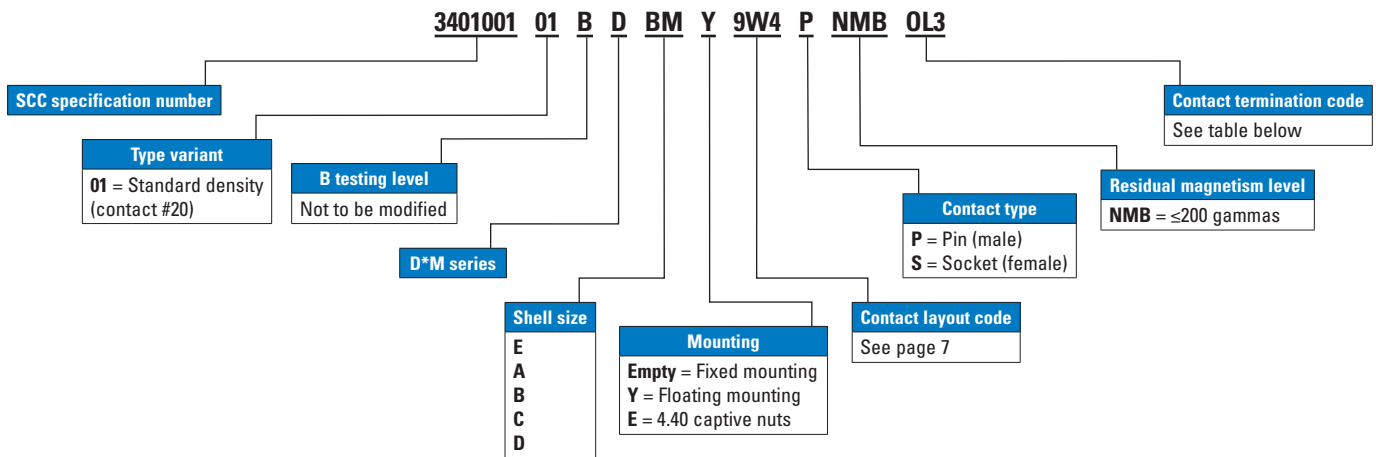 3401001 01 B D BM Y 9W4 P NMB OL3
SCC specification number
Type variant
01 = Standard density
(contact #20)
B testing level
Not to be modified
D*M series
Shell size
E
A
B
C
D
Mounting
Empty = Fixed mounting
Y = Floating mounting
E = 4.40 captive nuts
Contact layout code
See page 7
Contact type
P = Pin (male)
S = Socket (female)
Residual magnetism level
NMB = ≤200 gammas
Contact termination code
See table below